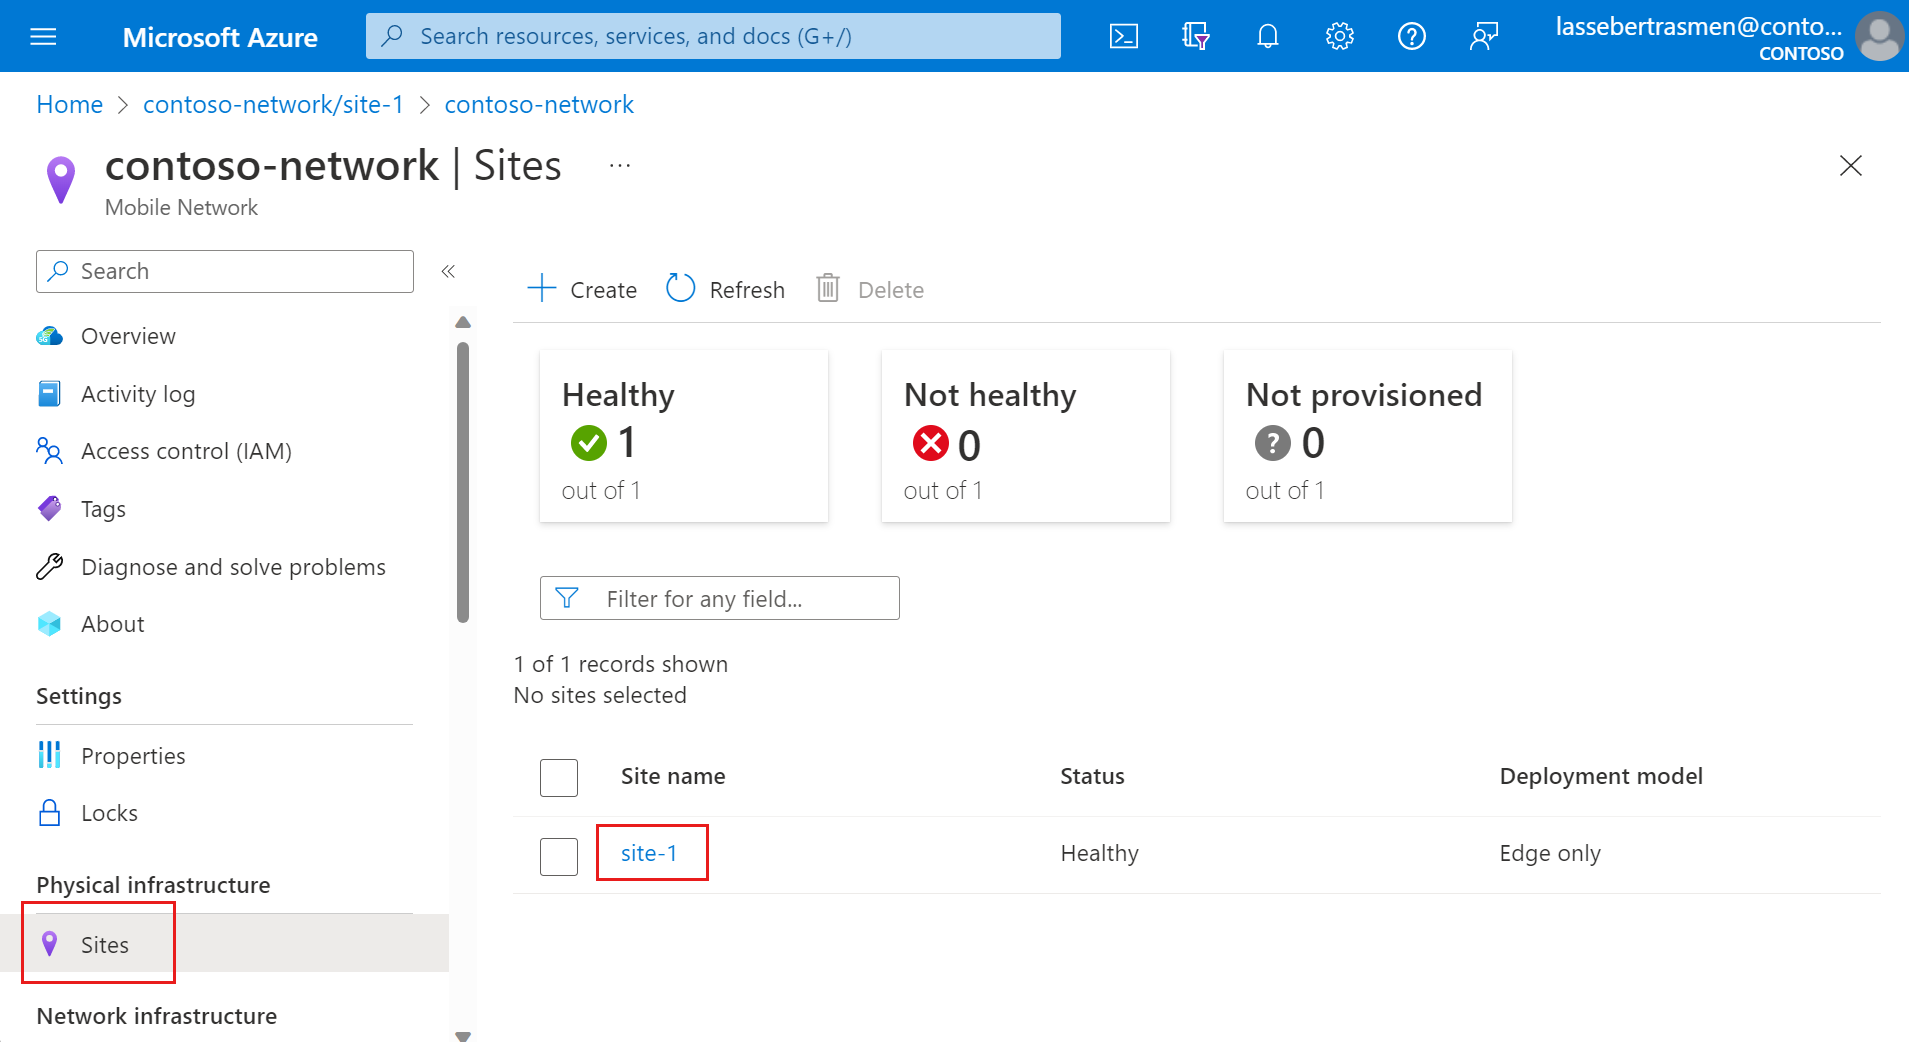 Microsoft Azure
Search resources, services, and docs (G+/)
lassebertrasmen@conto...
CONTOSO
Home > contoso-network/site-1 > contoso-network
contoso-network | Sites ...
Mobile Network
Search
«
Create
Refresh
Delete
Overview
Activity log
Access control (IAM)
Tags
Diagnose and solve problems
About
Settings
Properties
Locks
Physical infrastructure
Sites
Network infrastructure
Healthy
1
out of 1
Not healthy
0
out of 1
Not provisioned
0
out of 1
Filter for any field...
1 of 1 records shown
No sites selected
Site name Status Deployment model
site-1 Healthy Edge only